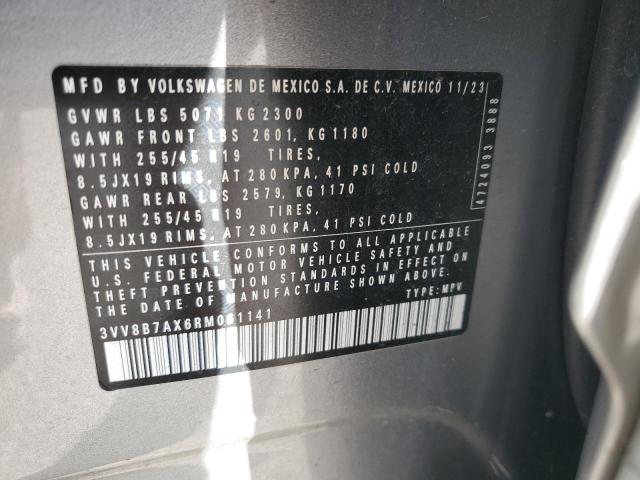 MFD BY VOLKSWAGEN DE MEXICO S.A. DE C.V. MEXICO 11/23
GVWR LBS 5071 KG 2300
GAWR FRONT LBS 2601, KG 1180
WITH 255/45 R19 TIRES,
8.5JX19 RIMS, AT 280 KPA, 41 PSI COLD
GAWR REAR LBS 2579, KG 1170
WITH 255/45 R19 TIRES,
8.5JX19 RIMS, AT 280 KPA, 41 PSI COLD
THIS VEHICLE CONFORMS TO ALL APPLICABLE
U.S. FEDERAL MOTOR VEHICLE SAFETY AND
THEFT PREVENTION STANDARDS IN EFFECT ON
DATE OF MANUFACTURE SHOWN ABOVE.
TYPE: MPV
4724093 3888